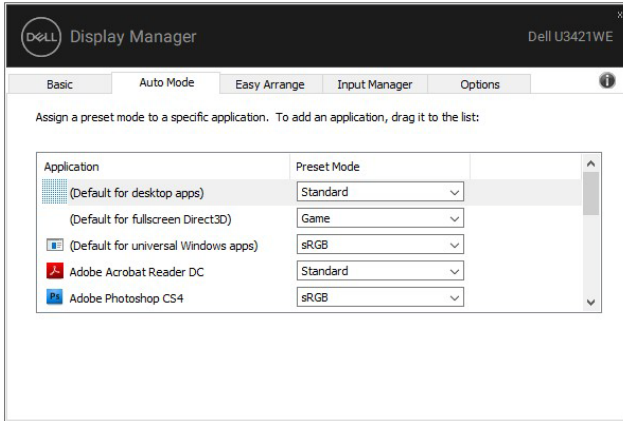 DELL Display Manager Dell U3421WE
x
Basic Auto Mode Easy Arrange Input Manager Options i
Assign a preset mode to a specific application. To add an application, drag it to the list:
Application Preset Mode
(Default for desktop apps) Standard
(Default for fullscreen Direct3D) Game
(Default for universal Windows apps) sRGB
Adobe Acrobat Reader DC Standard
Ps Adobe Photoshop CS4 sRGB